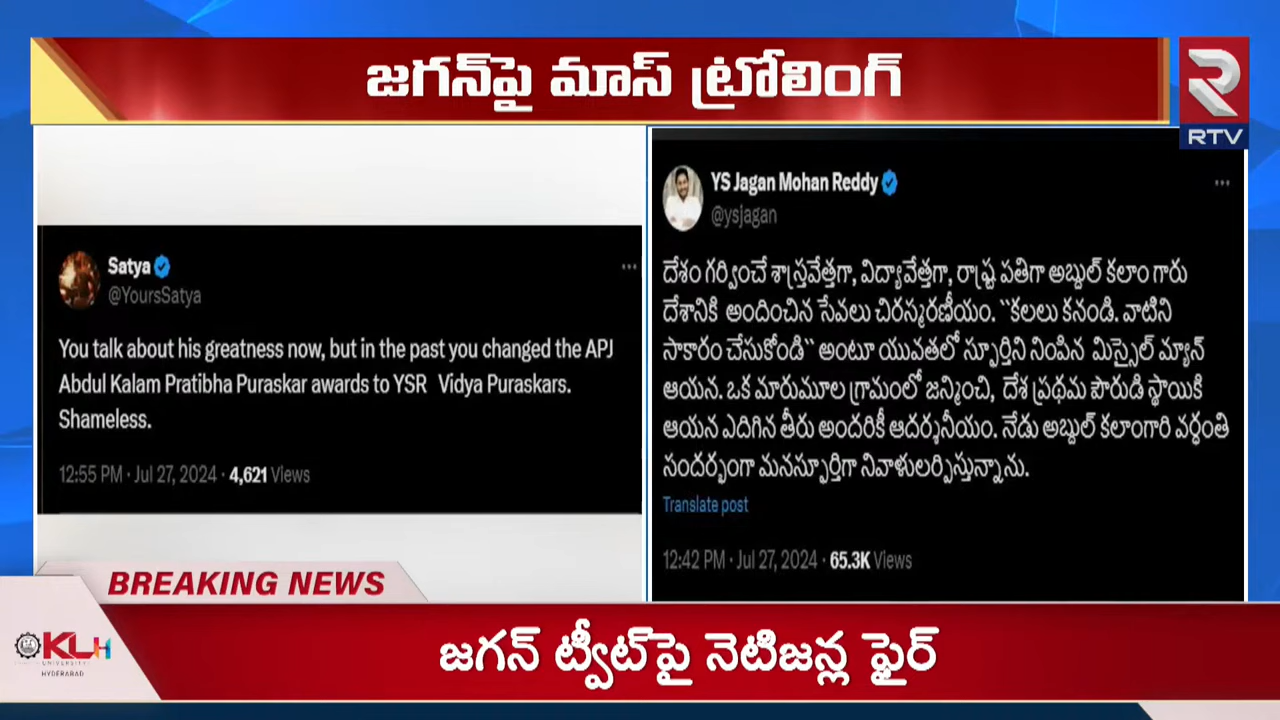 జగన్‌పై మాస్ ట్రోలింగ్
RTV
Satya
@YoursSatya
You talk about his greatness now, but in the past you changed the APJ
Abdul Kalam Pratibha Puraskar awards to YSR Vidya Puraskars.
Shameless.
12:55 PM · Jul 27, 2024 · 4,621 Views
YS Jagan Mohan Reddy
@ysjagan
దేశం గర్వించే శాస్త్రవేత్తగా, విద్యావేత్తగా, రాష్ట్ర పతిగా అబ్దుల్ కలాం గారు
దేశానికి అందించిన సేవలు చిరస్మరణీయం. ``కలలు కనండి. వాటిని
సాకారం చేసుకోండి`` అంటూ యువతలో స్ఫూర్తిని నింపిన మిస్సైల్ మ్యాన్
ఆయన. ఒక మారుమూల గ్రామంలో జన్మించి, దేశ ప్రథమ పౌరుడి స్థాయికి
ఆయన ఎదిగిన తీరు అందరికీ ఆదర్శనీయం. నేడు అబ్దుల్ కలాంగారి వర్ధంతి
సందర్భంగా మనస్ఫూర్తిగా నివాళులర్పిస్తున్నాను.
Translate post
12:42 PM · Jul 27, 2024 · 65.3K Views
BREAKING NEWS
KLH
UNIVERSITY
HYDERABAD
జగన్ ట్వీట్‌పై నెటిజన్ల ఫైర్